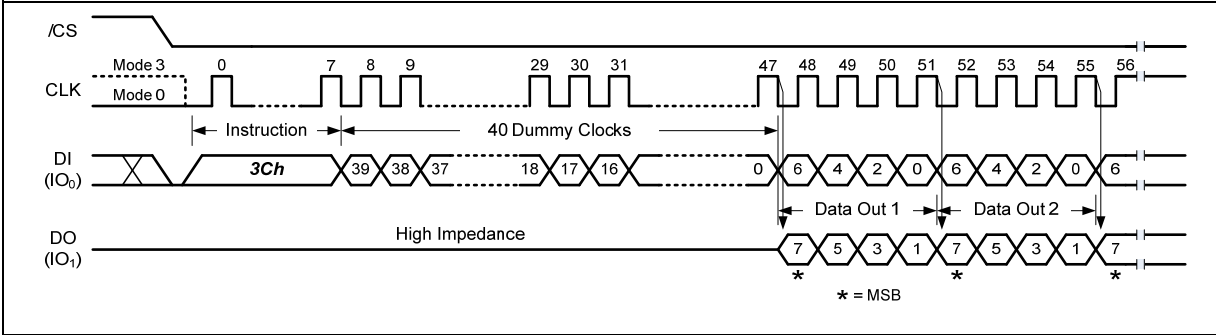 /CS
Mode 3 0 7 8 9 29 30 31 47 48 49 50 51 52 53 54 55 56
CLK
Mode 0
Instruction 40 Dummy Clocks
DI
(IO0) 3Ch 39 38 37 18 17 16 0 6 4 2 0 6 4 2 0 6
Data Out 1 Data Out 2
High Impedance
DO
(IO1) 7 5 3 1 7 5 3 1 7
* * *
* = MSB